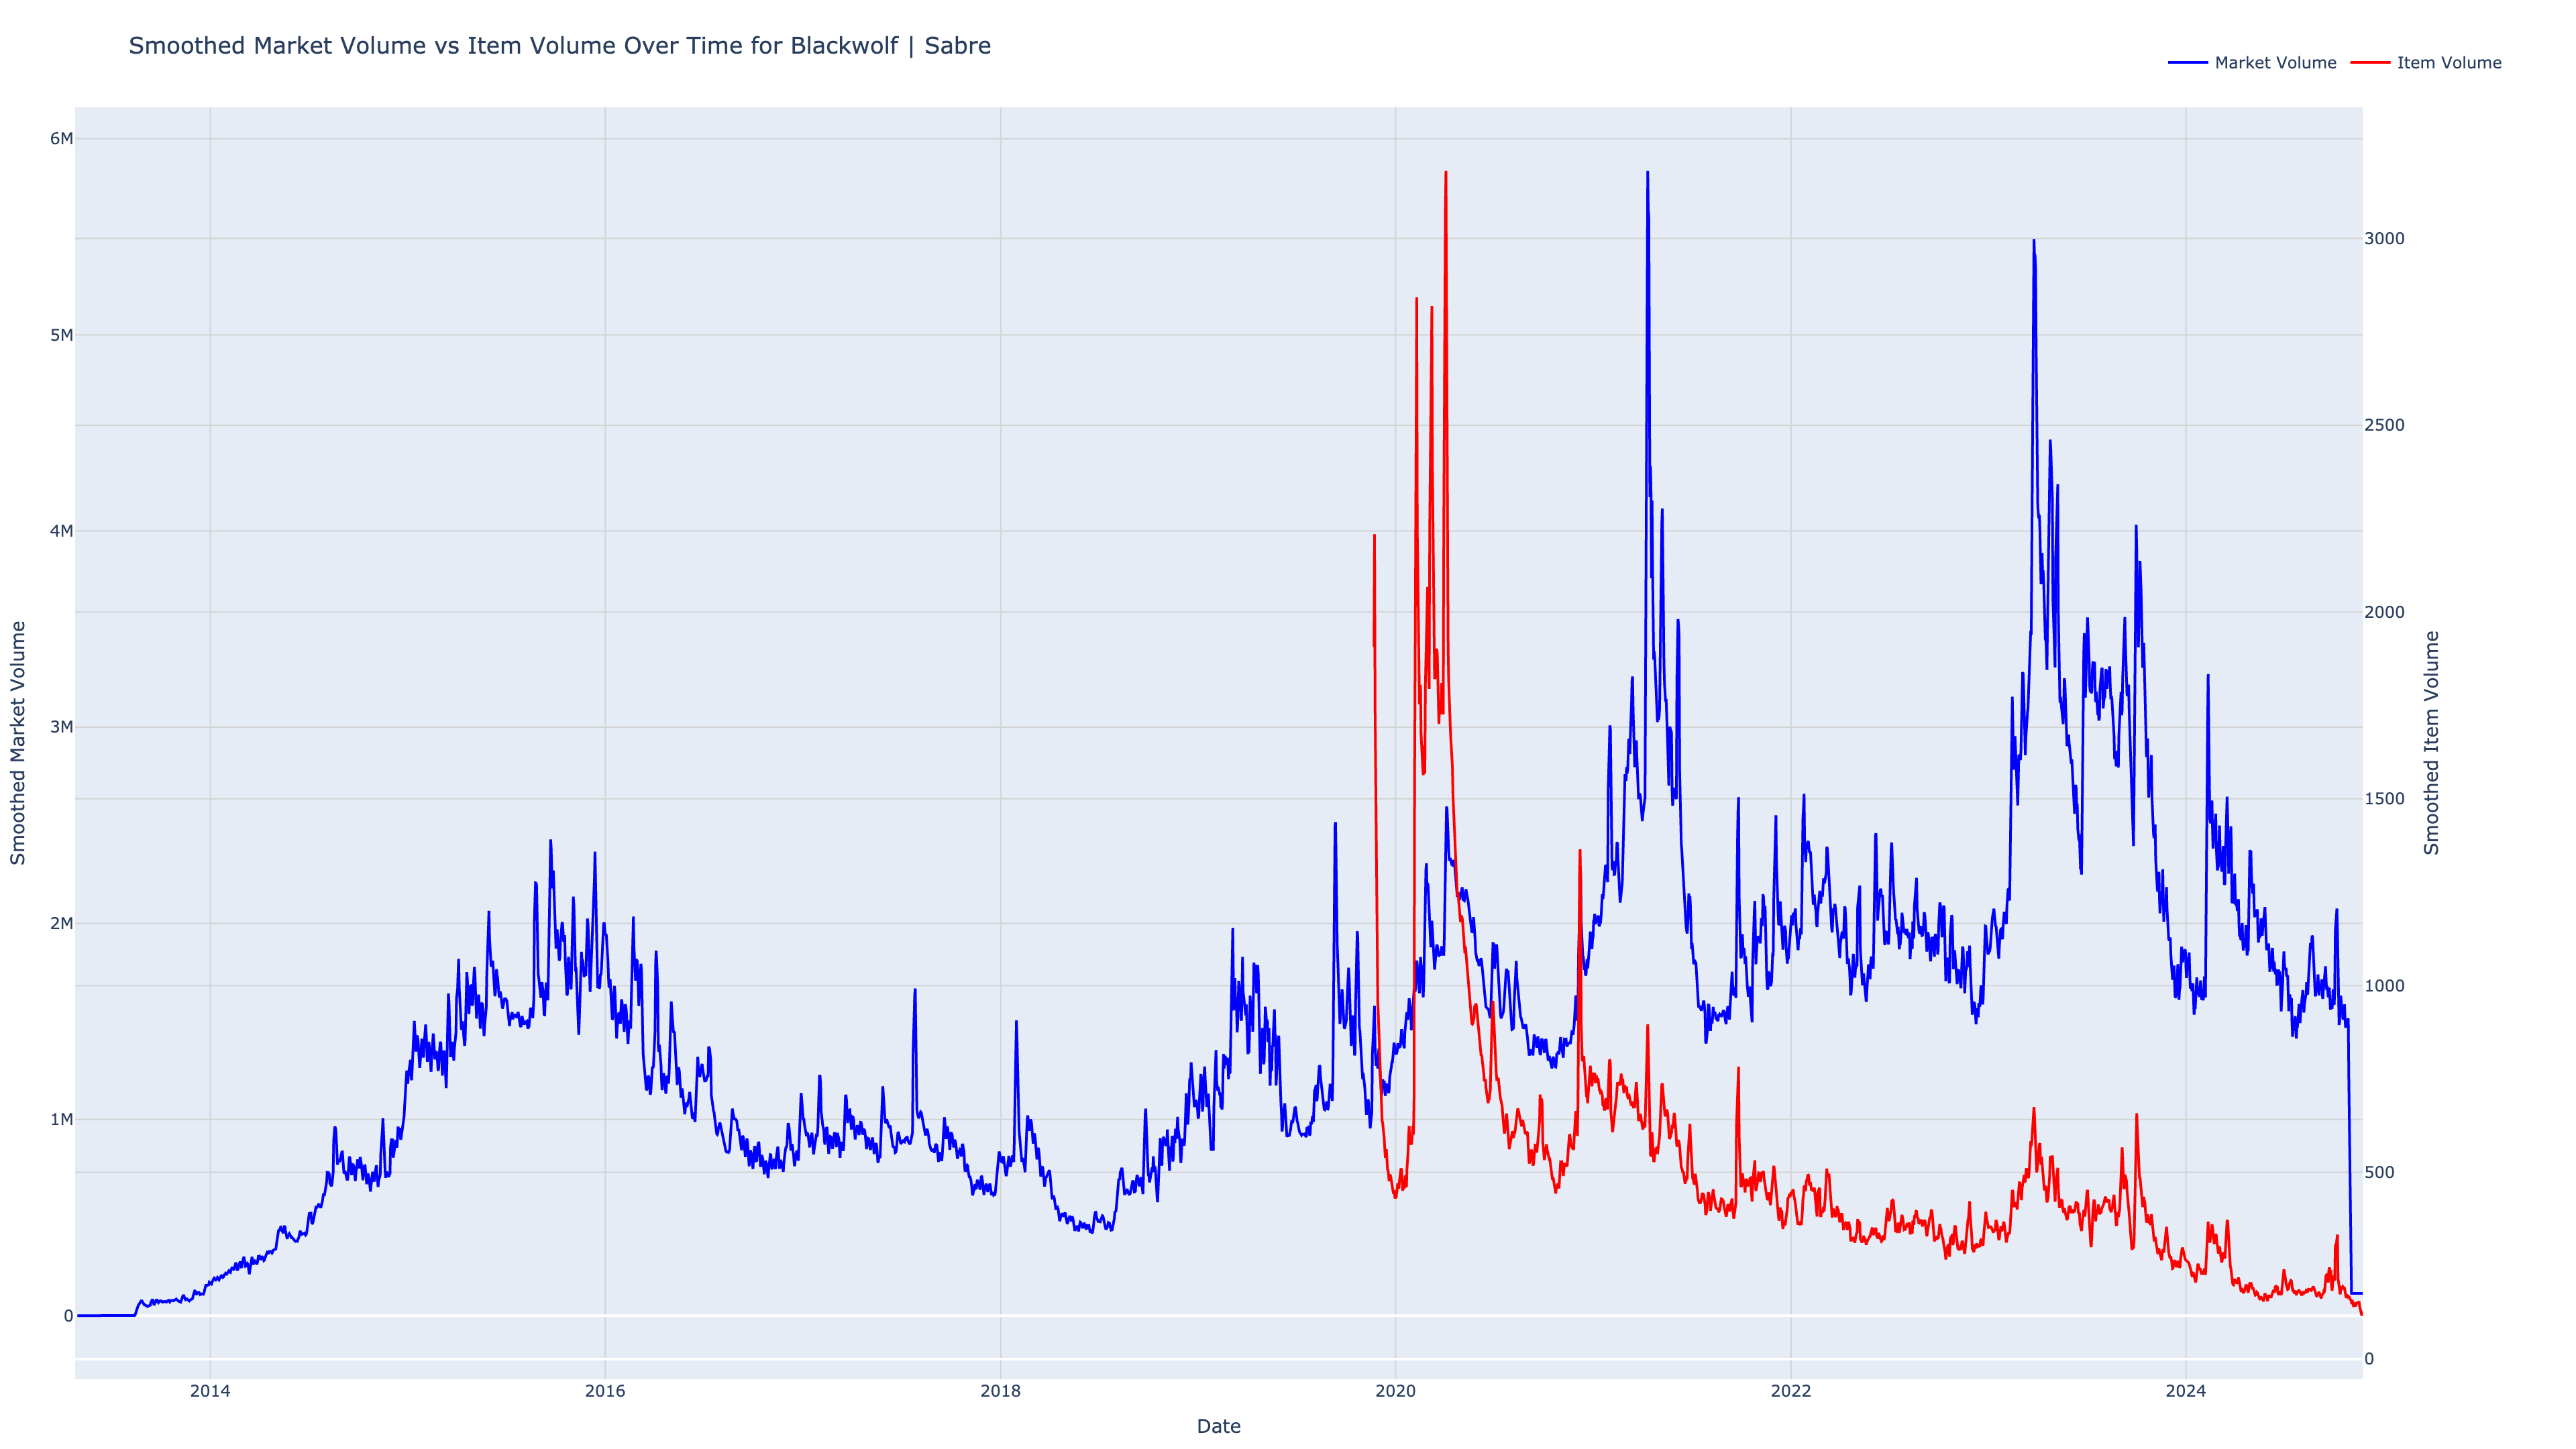 Smoothed Market Volume vs Item Volume Over Time for Blackwolf | Sabre
Market Volume
Item Volume
6M
5M
4M
3M
2M
1M
0
Smoothed Market Volume
3000
2500
2000
1500
1000
500
0
Smoothed Item Volume
2014
2016
2018
2020
2022
2024
Date